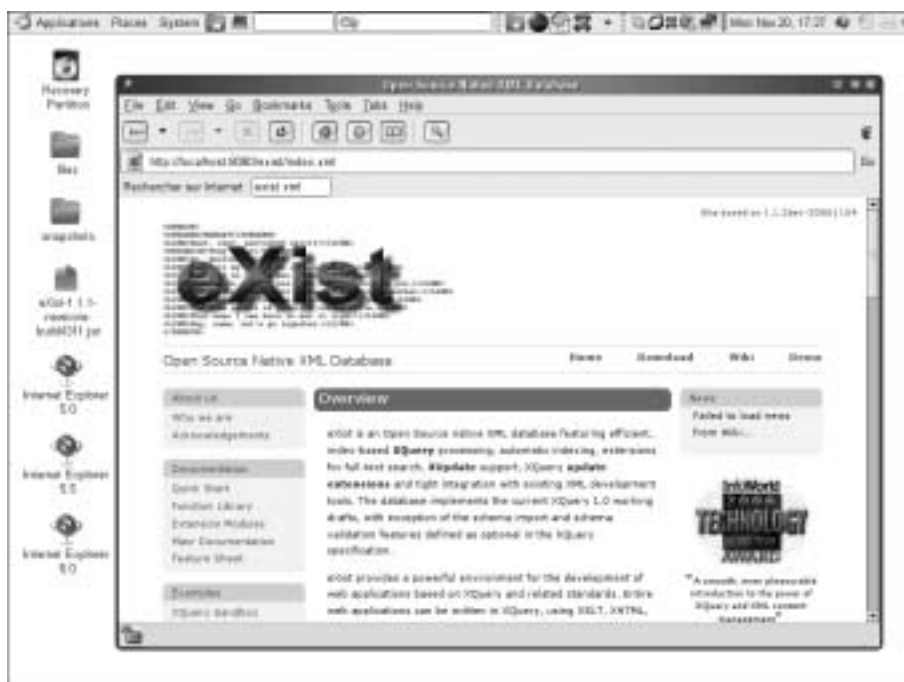 Applications Places System
Mon Nov 20, 17:27
Recovery
Partition
files
snapshots
Internet Explorer
5.0
Internet Explorer
5.5
Internet Explorer
6.0
Open Source Native XML Database
File Edit View Go Bookmarks Tools Tabs Help
Go
Rechercher sur Internet exist xml
eXist
Open Source Native XML Database
Home Download Wiki Demo
About us
Who we are
Acknowledgements
Documentation
Quick Start
Function Library
Extension Modules
Main Documentation
Feature Sheet
Examples
XQuery Sandbox
Overview
eXist is an Open Source native XML database featuring efficient,
index-based XQuery processing, automatic indexing, extensions
for full-text search, XUpdate support, XQuery update
extensions and tight integration with existing XML development
tools. The database implements the current XQuery 1.0 working
drafts, with exception of the schema import and schema
validation features defined as optional in the XQuery
specification.
eXist provides a powerful environment for the development of
web applications based on XQuery and related standards. Entire
web applications can be written in XQuery, using XSLT, XHTML,
News
Failed to load news
from Wiki..
InfoWorld
TECHNOLOGY
AWARDS
"A smooth, even pleasurable
introduction to the power of
XQuery and XML content
management"